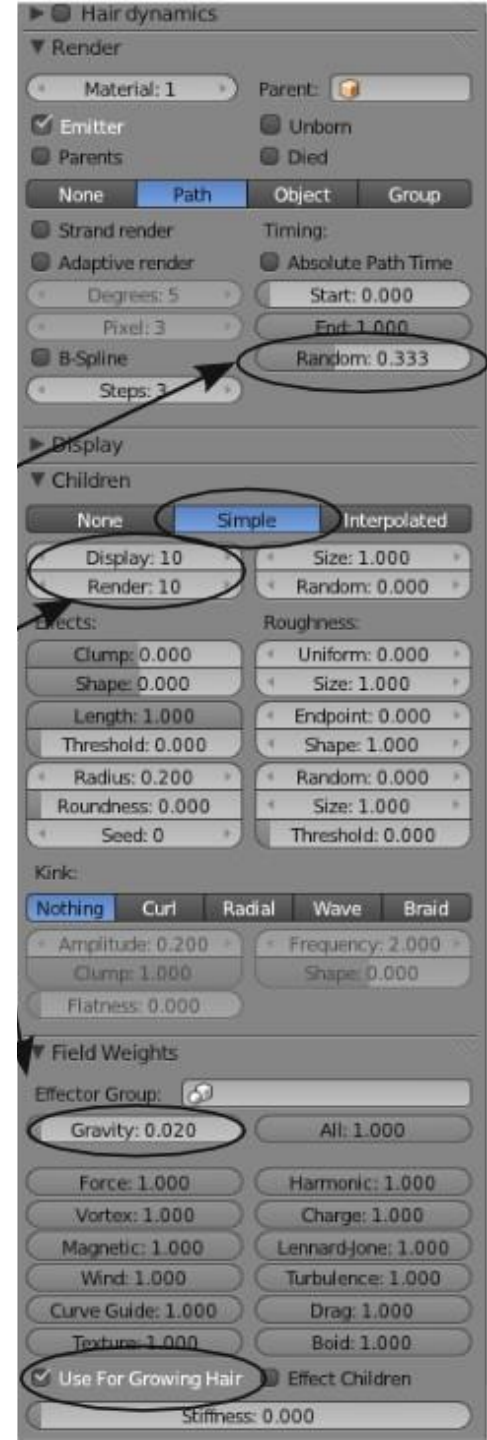 Hair dynamics
Render
Material: 1 Parent:
Emitter Unborn
Parents Died
None Path Object Group
Strand render Timing:
Adaptive render Absolute Path Time
Degrees: 5 Start: 0.000
Pixel: 3 End: 1.000
B-Spline Random: 0.333
Steps: 3
Display
Children
None Simple Interpolated
Display: 10 Size: 1.000
Render: 10 Random: 0.000
Effects: Roughness:
Clump: 0.000 Uniform: 0.000
Shape: 0.000 Size: 1.000
Length: 1.000 Endpoint: 0.000
Threshold: 0.000 Shape: 1.000
Radius: 0.200 Random: 0.000
Roundness: 0.000 Size: 1.000
Seed: 0 Threshold: 0.000
Kink:
Nothing Curl Radial Wave Braid
Amplitude: 0.200 Frequency: 2.000
Clump: 1.000 Shape: 0.000
Flatness: 0.000
Field Weights
Effector Group:
Gravity: 0.020 All: 1.000
Force: 1.000 Harmonic: 1.000
Vortex: 1.000 Charge: 1.000
Magnetic: 1.000 Lennard-Jone: 1.000
Wind: 1.000 Turbulence: 1.000
Curve Guide: 1.000 Drag: 1.000
Texture: 1.000 Boid: 1.000
Use For Growing Hair Effect Children
Stiffness: 0.000